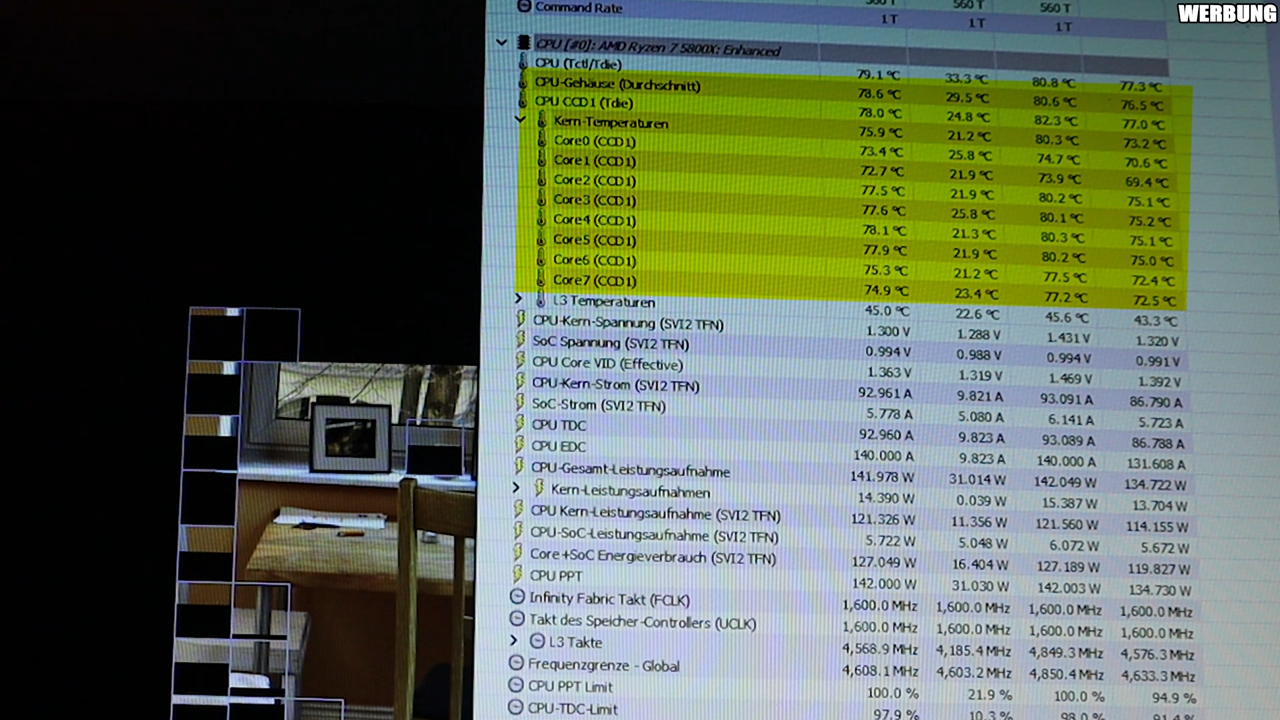 WERBUNG
560 T 560 T 560 T
Command Rate 1T 1T 1T
CPU [#0]: AMD Ryzen 7 5800X: Enhanced
CPU (Tctl/Tdie) 79.1 °C 33.3 °C 80.8 °C 77.3 °C
CPU-Gehäuse (Durchschnitt) 78.6 °C 29.5 °C 80.6 °C 76.5 °C
CPU CCD1 (Tdie) 78.0 °C 24.8 °C 82.3 °C 77.0 °C
Kern-Temperaturen 75.9 °C 21.2 °C 80.3 °C 73.2 °C
Core0 (CCD1) 73.4 °C 25.8 °C 74.7 °C 70.6 °C
Core1 (CCD1) 72.7 °C 21.9 °C 73.9 °C 69.4 °C
Core2 (CCD1) 77.5 °C 21.9 °C 80.2 °C 75.1 °C
Core3 (CCD1) 77.6 °C 25.8 °C 80.1 °C 75.2 °C
Core4 (CCD1) 78.1 °C 21.3 °C 80.3 °C 75.1 °C
Core5 (CCD1) 77.9 °C 21.9 °C 80.2 °C 75.0 °C
Core6 (CCD1) 75.3 °C 21.2 °C 77.5 °C 72.4 °C
Core7 (CCD1) 74.9 °C 23.4 °C 77.2 °C 72.5 °C
L3 Temperaturen 45.0 °C 22.6 °C 45.6 °C 43.3 °C
CPU-Kern-Spannung (SVI2 TFN) 1.300 V 1.288 V 1.431 V 1.320 V
SoC Spannung (SVI2 TFN) 0.994 V 0.988 V 0.994 V 0.991 V
CPU Core VID (Effective) 1.363 V 1.319 V 1.469 V 1.392 V
CPU-Kern-Strom (SVI2 TFN) 92.961 A 9.821 A 93.091 A 86.790 A
SoC-Strom (SVI2 TFN) 5.778 A 5.080 A 6.141 A 5.723 A
CPU TDC 92.960 A 9.823 A 93.089 A 86.788 A
CPU EDC 140.000 A 9.823 A 140.000 A 131.608 A
CPU-Gesamt-Leistungsaufnahme 141.978 W 31.014 W 142.049 W 134.722 W
Kern-Leistungsaufnahmen 14.390 W 0.039 W 15.387 W 13.704 W
CPU Kern-Leistungsaufnahme (SVI2 TFN) 121.326 W 11.356 W 121.560 W 114.155 W
CPU-SoC-Leistungsaufnahme (SVI2 TFN) 5.722 W 5.048 W 6.072 W 5.672 W
Core+SoC Energieverbrauch (SVI2 TFN) 127.049 W 16.404 W 127.189 W 119.827 W
CPU PPT 142.000 W 31.030 W 142.003 W 134.730 W
Infinity Fabric Takt (FCLK) 1,600.0 MHz 1,600.0 MHz 1,600.0 MHz 1,600.0 MHz
Takt des Speicher-Controllers (UCLK) 1,600.0 MHz 1,600.0 MHz 1,600.0 MHz 1,600.0 MHz
L3 Takte 4,568.9 MHz 4,185.4 MHz 4,849.3 MHz 4,576.3 MHz
Frequenzgrenze - Global 4,608.1 MHz 4,603.2 MHz 4,850.4 MHz 4,633.3 MHz
CPU PPT Limit 100.0 % 21.9 % 100.0 % 94.9 %
CPU-TDC-Limit 97.9 % 10.3 % 98.0 %